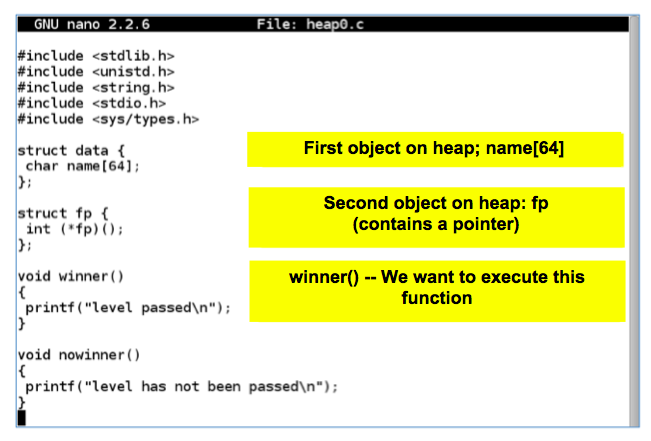 GNU nano 2.2.6 File: heap0.c
#include <stdlib.h>
#include <unistd.h>
#include <string.h>
#include <stdio.h>
#include <sys/types.h>
struct data {
 char name[64];
};
First object on heap; name[64]
struct fp {
 int (*fp)();
};
Second object on heap: fp
(contains a pointer)
void winner()
{
 printf("level passed\n");
}
winner() -- We want to execute this
function
void nowinner()
{
 printf("level has not been passed\n");
}